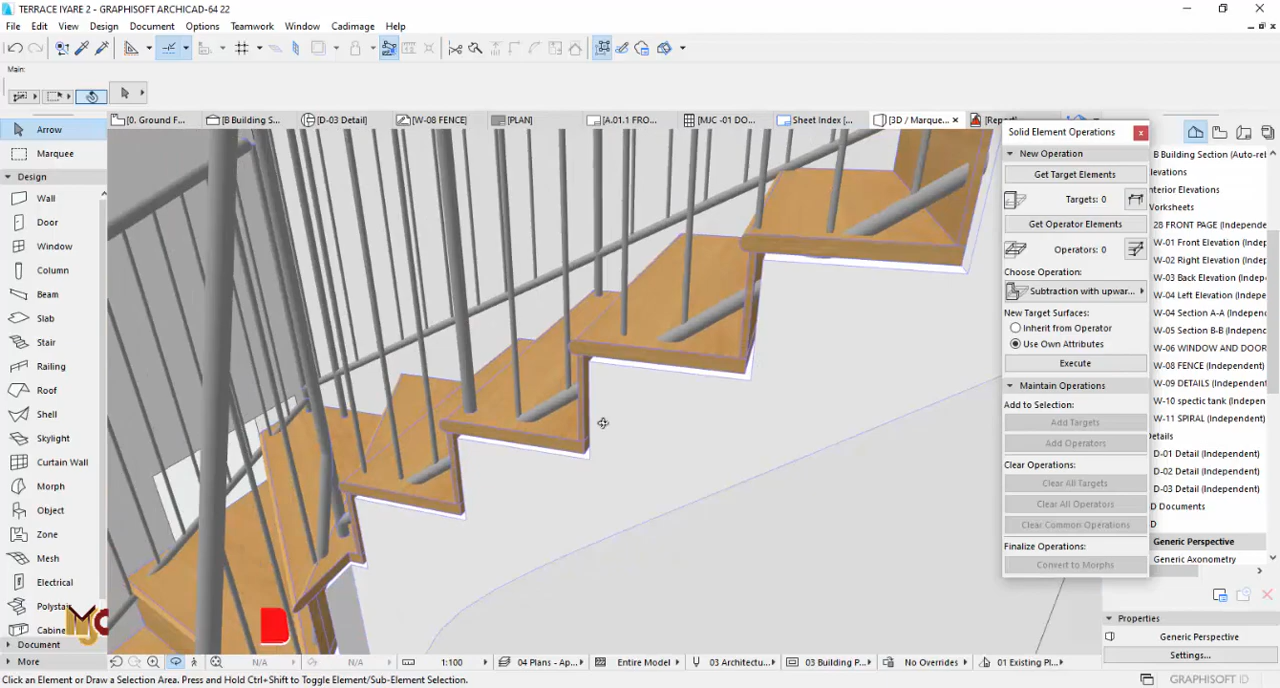 TERRACE IYARE 2 - GRAPHISOFT ARCHICAD-64 22
File Edit View Design Document Options Teamwork Window Cadimage Help
Main:
[0. Ground F...
[B Building S...
[D-03 Detail]
[W-08 FENCE]
[PLAN]
[A.01.1 FRO...
[MJC -01 DO...
Sheet Index [...
[3D / Marque...
[Report]
Arrow
Marquee
Design
Wall
Door
Window
Column
Beam
Slab
Stair
Railing
Roof
Shell
Skylight
Curtain Wall
Morph
Object
Zone
Mesh
Electrical
Document
More
Solid Element Operations
New Operation
Get Target Elements
Targets: 0
Get Operator Elements
Operators: 0
Choose Operation:
Subtraction with upwar...
New Target Surfaces:
Inherit from Operator
Use Own Attributes
Execute
Maintain Operations
Add to Selection:
Add Targets
Add Operators
Clear Operations:
Clear All Targets
Clear All Operators
Clear Common Operations
Finalize Operations:
Convert to Morphs
B Building Section (Auto-rel
levations
nterior Elevations
Worksheets
28 FRONT PAGE (Independent
W-01 Front Elevation (Indep
W-02 Right Elevation (Indep
W-03 Back Elevation (Indepe
W-04 Left Elevation (Indepe
W-04 Section A-A (Independ
W-05 Section B-B (Independ
W-06 WINDOW AND DOOR
W-08 FENCE (Independent)
W-09 DETAILS (Independent)
W-10 spectic tank (Independ
W-11 SPIRAL (Independent)
etails
D-01 Detail (Independent)
D-02 Detail (Independent)
D-03 Detail (Independent)
D Documents
D
Generic Perspective
Generic Axonometry
Properties
Generic Perspective
Settings...
N/A
N/A
1:100
04 Plans - Ap...
Entire Model
03 Architectu...
03 Building P...
No Overrides
01 Existing Pl...
Click an Element or Draw a Selection Area. Press and Hold Ctrl+Shift to Toggle Element/Sub-Element Selection.
GRAPHISOFT ID